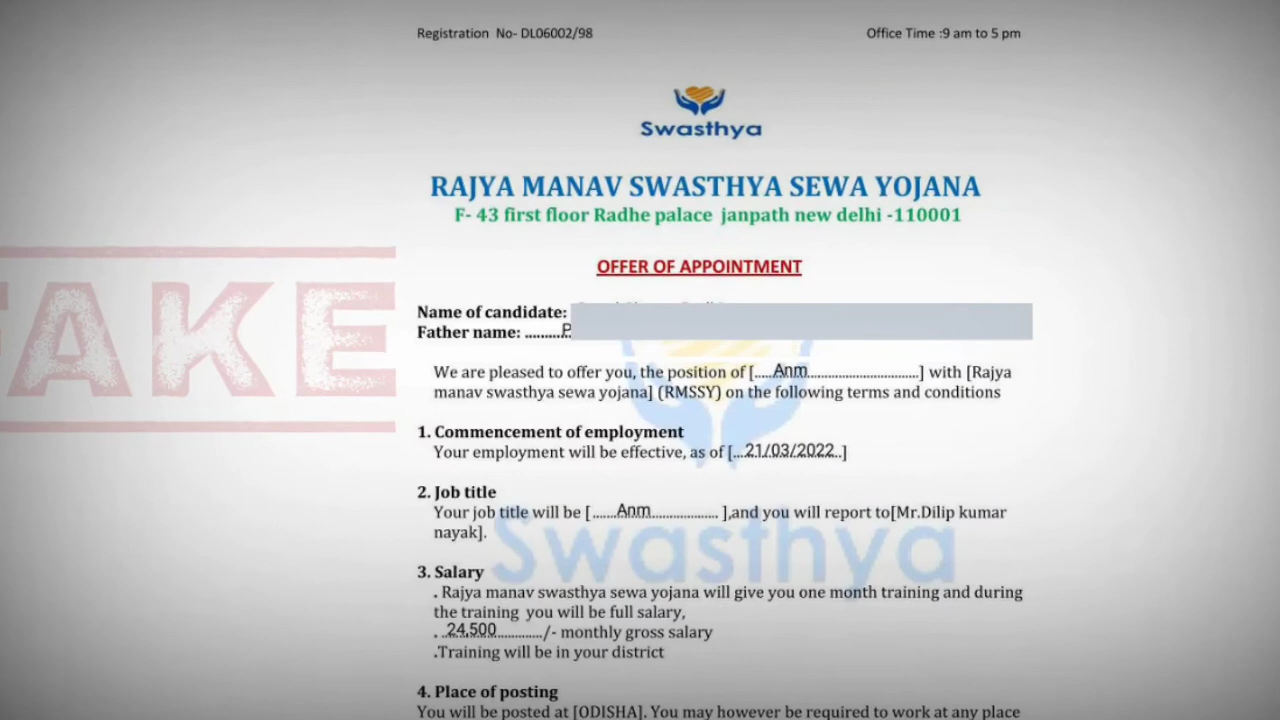 Registration No- DL06002/98
Office Time :9 am to 5 pm
Swasthya
RAJYA MANAV SWASTHYA SEWA YOJANA
F- 43 first floor Radhe palace janpath new delhi -110001
OFFER OF APPOINTMENT
AKE
Name of candidate:
Father name: ..........P
We are pleased to offer you, the position of [.....Anm..............................] with [Rajya
manav swasthya sewa yojana] (RMSSY) on the following terms and conditions
1. Commencement of employment
Your employment will be effective, as of [...21/03/2022..]
2. Job title
Your job title will be [.......Anm....................],and you will report to[Mr.Dilip kumar
nayak].
Swasthya
3. Salary
. Rajya manav swasthya sewa yojana will give you one month training and during
the training you will be full salary,
. ..24,500............../- monthly gross salary
.Training will be in your district
4. Place of posting
You will be posted at [ODISHA]. You may however be required to work at any place